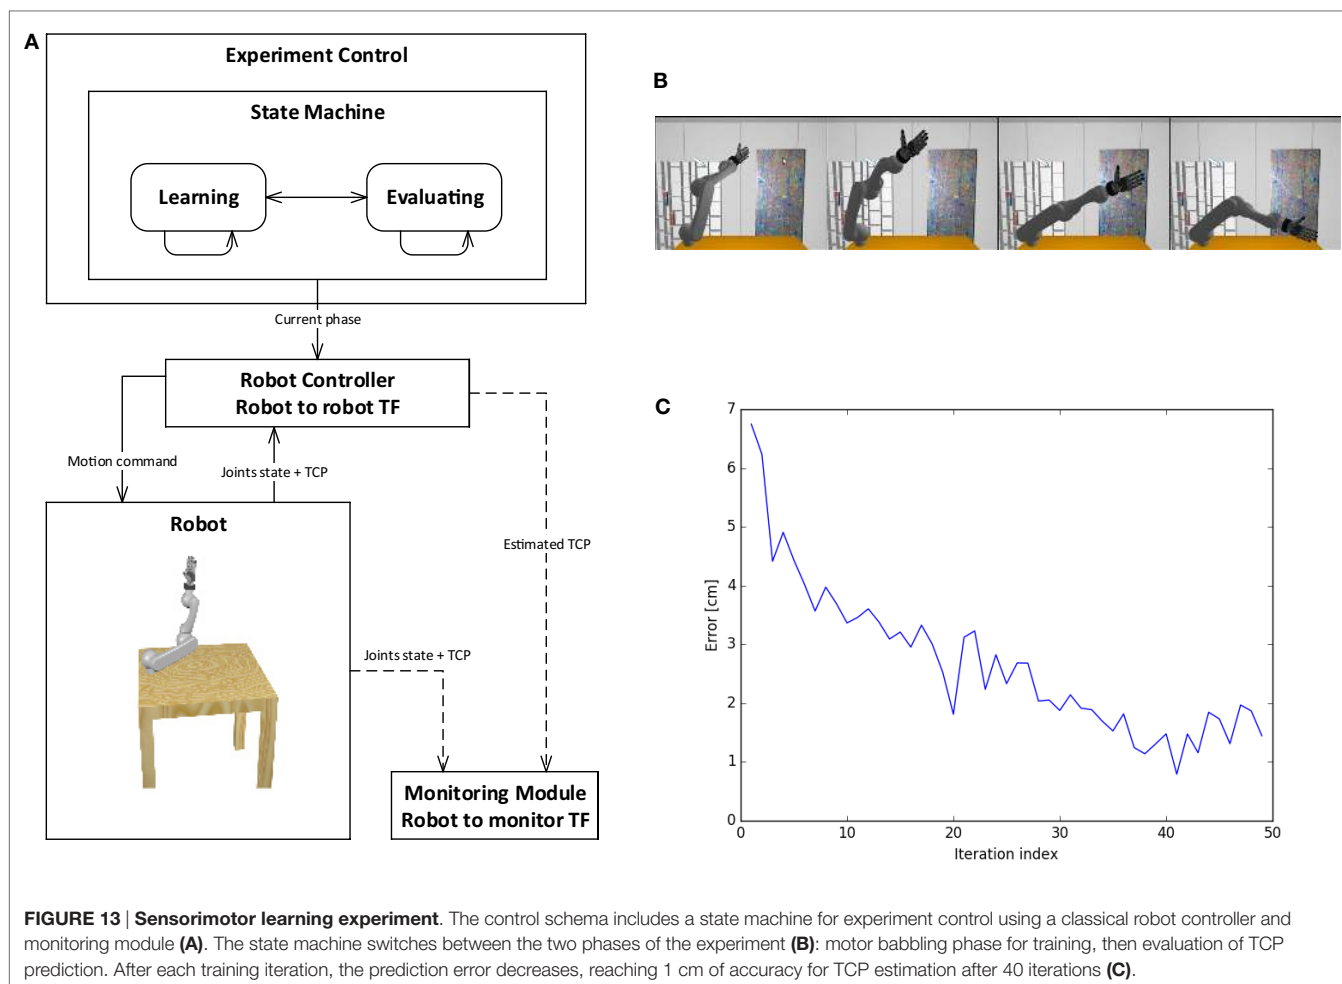 A
Experiment Control
State Machine
Learning
Evaluating
Current phase
Robot Controller
Robot to robot TF
Motion command
Joints state + TCP
Robot
Estimated TCP
Joints state + TCP
Monitoring Module
Robot to monitor TF
B
C
7
6
5
4
3
2
1
0
Error [cm]
0 10 20 30 40 50
Iteration index
FIGURE 13 | Sensorimotor learning experiment. The control schema includes a state machine for experiment control using a classical robot controller and
monitoring module (A). The state machine switches between the two phases of the experiment (B): motor babbling phase for training, then evaluation of TCP
prediction. After each training iteration, the prediction error decreases, reaching 1 cm of accuracy for TCP estimation after 40 iterations (C).